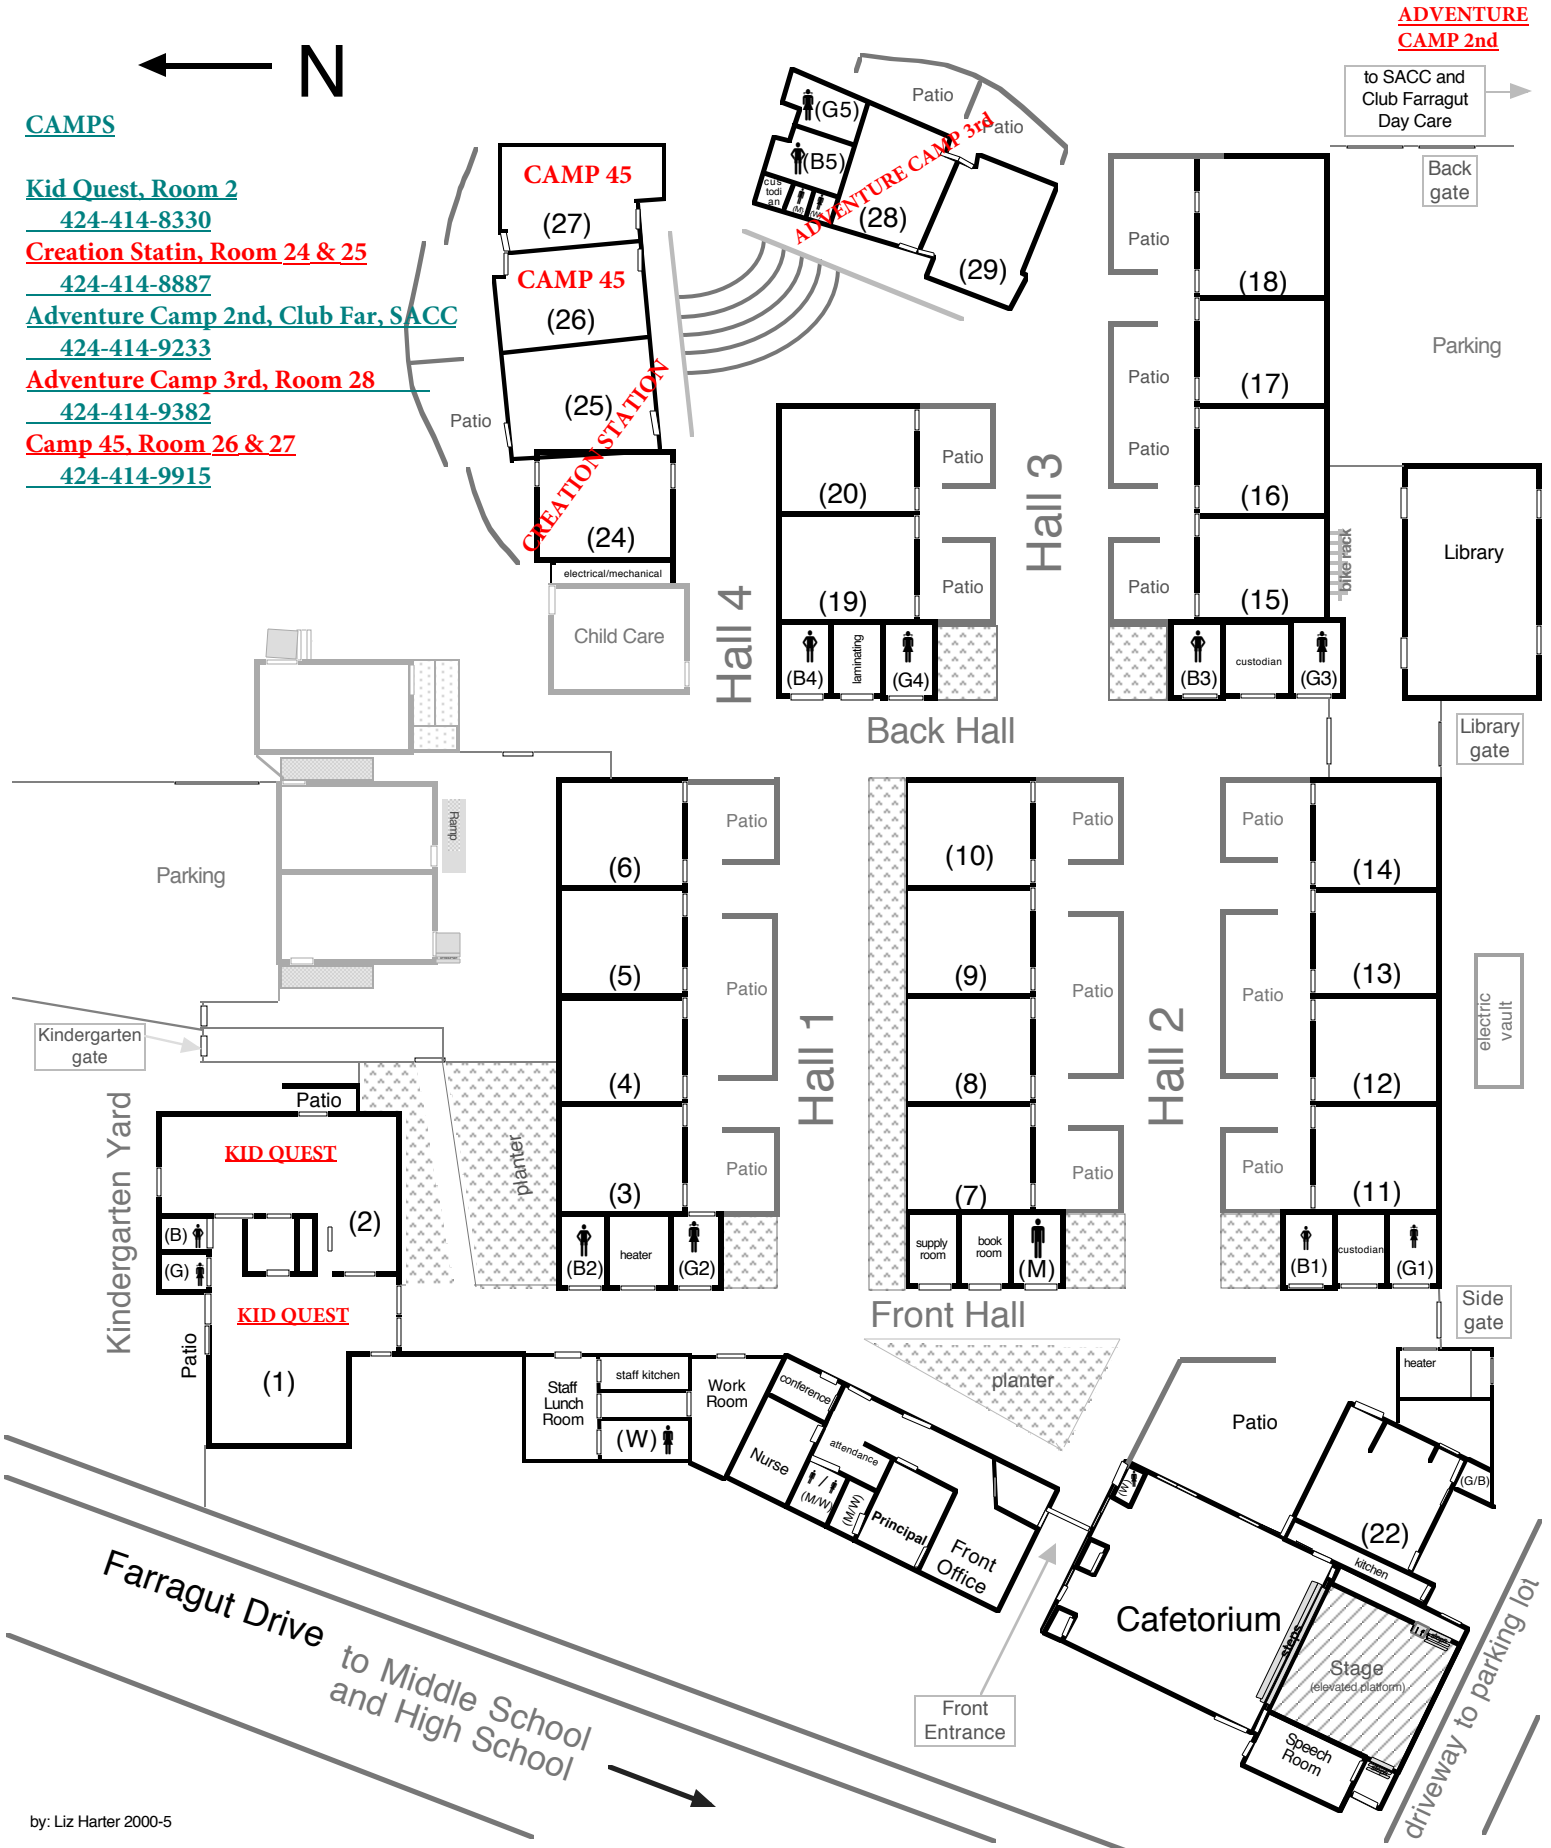 ADVENTURE
CAMP 2nd
N
to SACC and
Club Farragut
Day Care
CAMPS
Kid Quest, Room 2
424-414-8330
Creation Statin, Room 24 & 25
424-414-8887
Adventure Camp 2nd, Club Far, SACC
424-414-9233
Adventure Camp 3rd, Room 28
424-414-9382
Camp 45, Room 26 & 27
424-414-9915
CAMP 45
(27)
CAMP 45
(26)
(25)
CREATION STATION
(24)
Patio
electrical/mechanical
Child Care
(G5)
(B5)
cus
todi
an
(M)
(W)
Patio
Patio
ADVENTURE CAMP 3rd
(28)
(29)
Back
gate
Parking
Patio
(18)
Patio
(17)
Patio
(16)
Patio
(15)
bike rack
Library
Hall 3
Patio
(20)
Patio
(19)
Hall 4
(B4)
laminating
(G4)
(B3)
custodian
(G3)
Back Hall
Library
gate
Parking
Ramp
(6)
Patio
(5)
Patio
(4)
(3)
Patio
Hall 1
(10)
Patio
(9)
Patio
(8)
(7)
Patio
Hall 2
Patio
(14)
Patio
(13)
(12)
Patio
(11)
electric
vault
Kindergarten
gate
Kindergarten Yard
Patio
KID QUEST
(2)
(B)
(G)
KID QUEST
Patio
(1)
planter
(B2)
heater
(G2)
supply
room
book
room
(M)
(B1)
custodian
(G1)
Front Hall
Side
gate
planter
Staff
Lunch
Room
staff kitchen
(W)
Work
Room
conference
Nurse
attendance
/
(M/W)
(M/W)
Principal
Front
Office
Patio
heater
(W)
(G/B)
(22)
kitchen
Cafetorium
steps
Stage
(elevated platform)
Speech
Room
Front
Entrance
Farragut Drive
to Middle School
and High School
driveway to parking lot
by: Liz Harter 2000-5